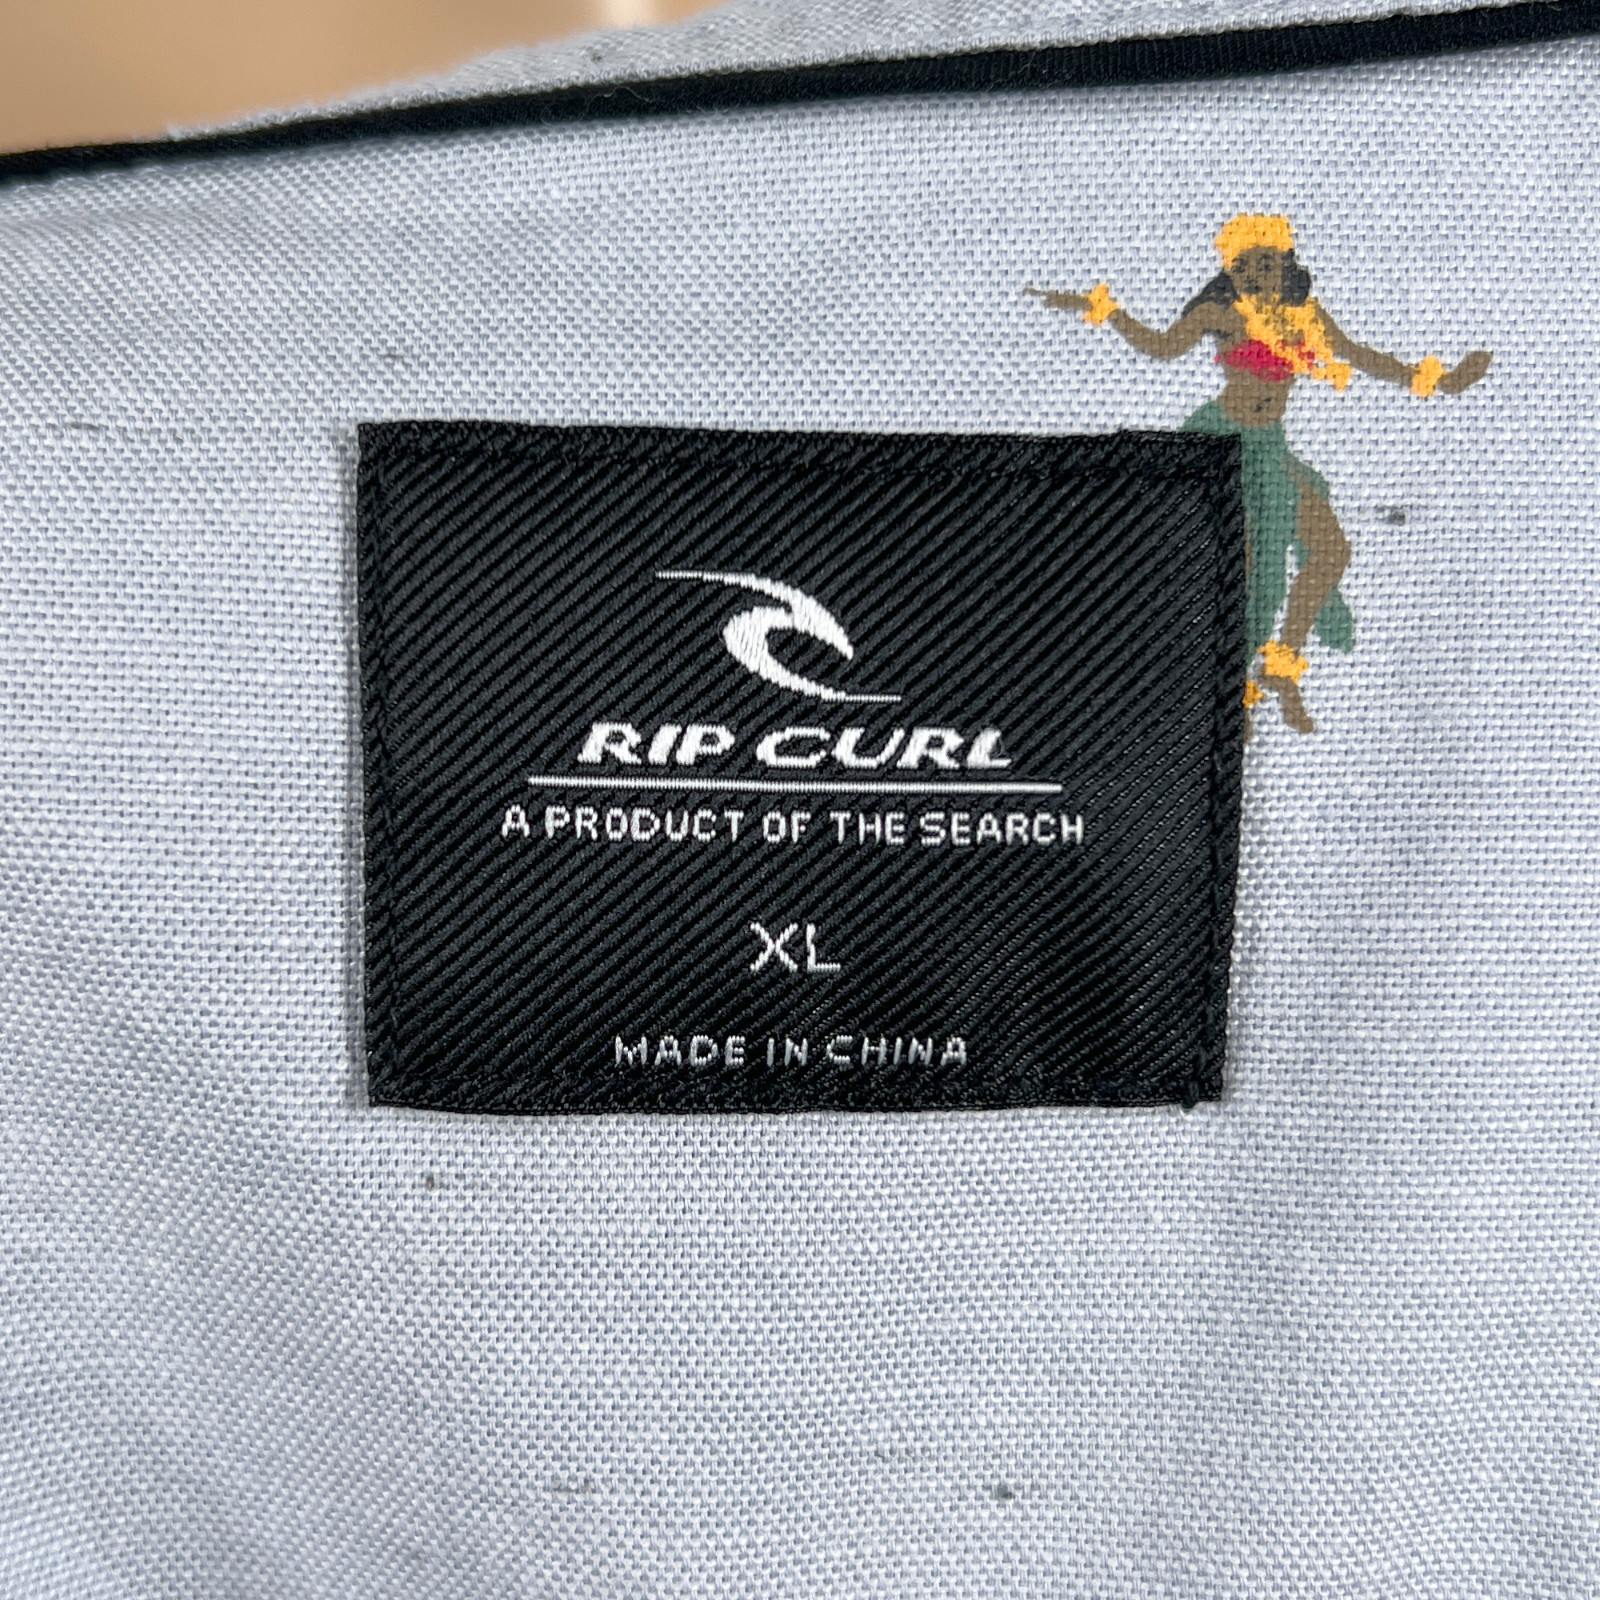 RIP CURL
A PRODUCT OF THE SEARCH
XL
MADE IN CHINA